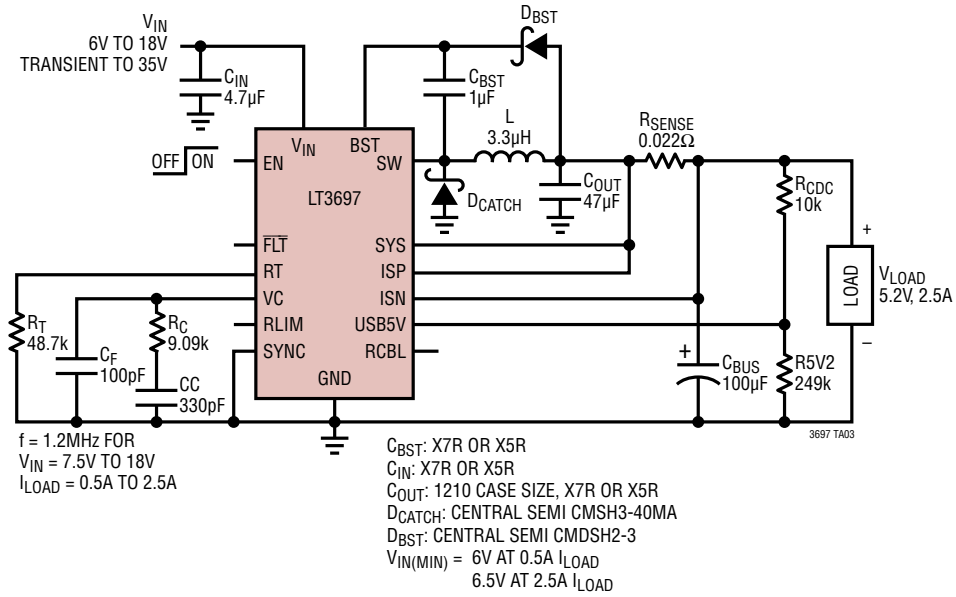 VIN
6V TO 18V
TRANSIENT TO 35V
CIN
4.7µF
DBST
CBST
1µF
L
3.3µH
RSENSE
0.022Ω
OFF ON
EN
VIN
BST
SW
LT3697
DCATCH
COUT
47µF
RCDC
10k
FLT
RT
VC
RLIM
SYNC
SYS
ISP
ISN
USB5V
RCBL
GND
+
LOAD
–
VLOAD
5.2V, 2.5A
RT
48.7k
CF
100pF
RC
9.09k
CC
330pF
+
CBUS
100µF
R5V2
249k
3697 TA03
f = 1.2MHz FOR
VIN = 7.5V TO 18V
ILOAD = 0.5A TO 2.5A
CBST: X7R OR X5R
CIN: X7R OR X5R
COUT: 1210 CASE SIZE, X7R OR X5R
DCATCH: CENTRAL SEMI CMSH3-40MA
DBST: CENTRAL SEMI CMDSH2-3
VIN(MIN) = 6V AT 0.5A ILOAD
6.5V AT 2.5A ILOAD